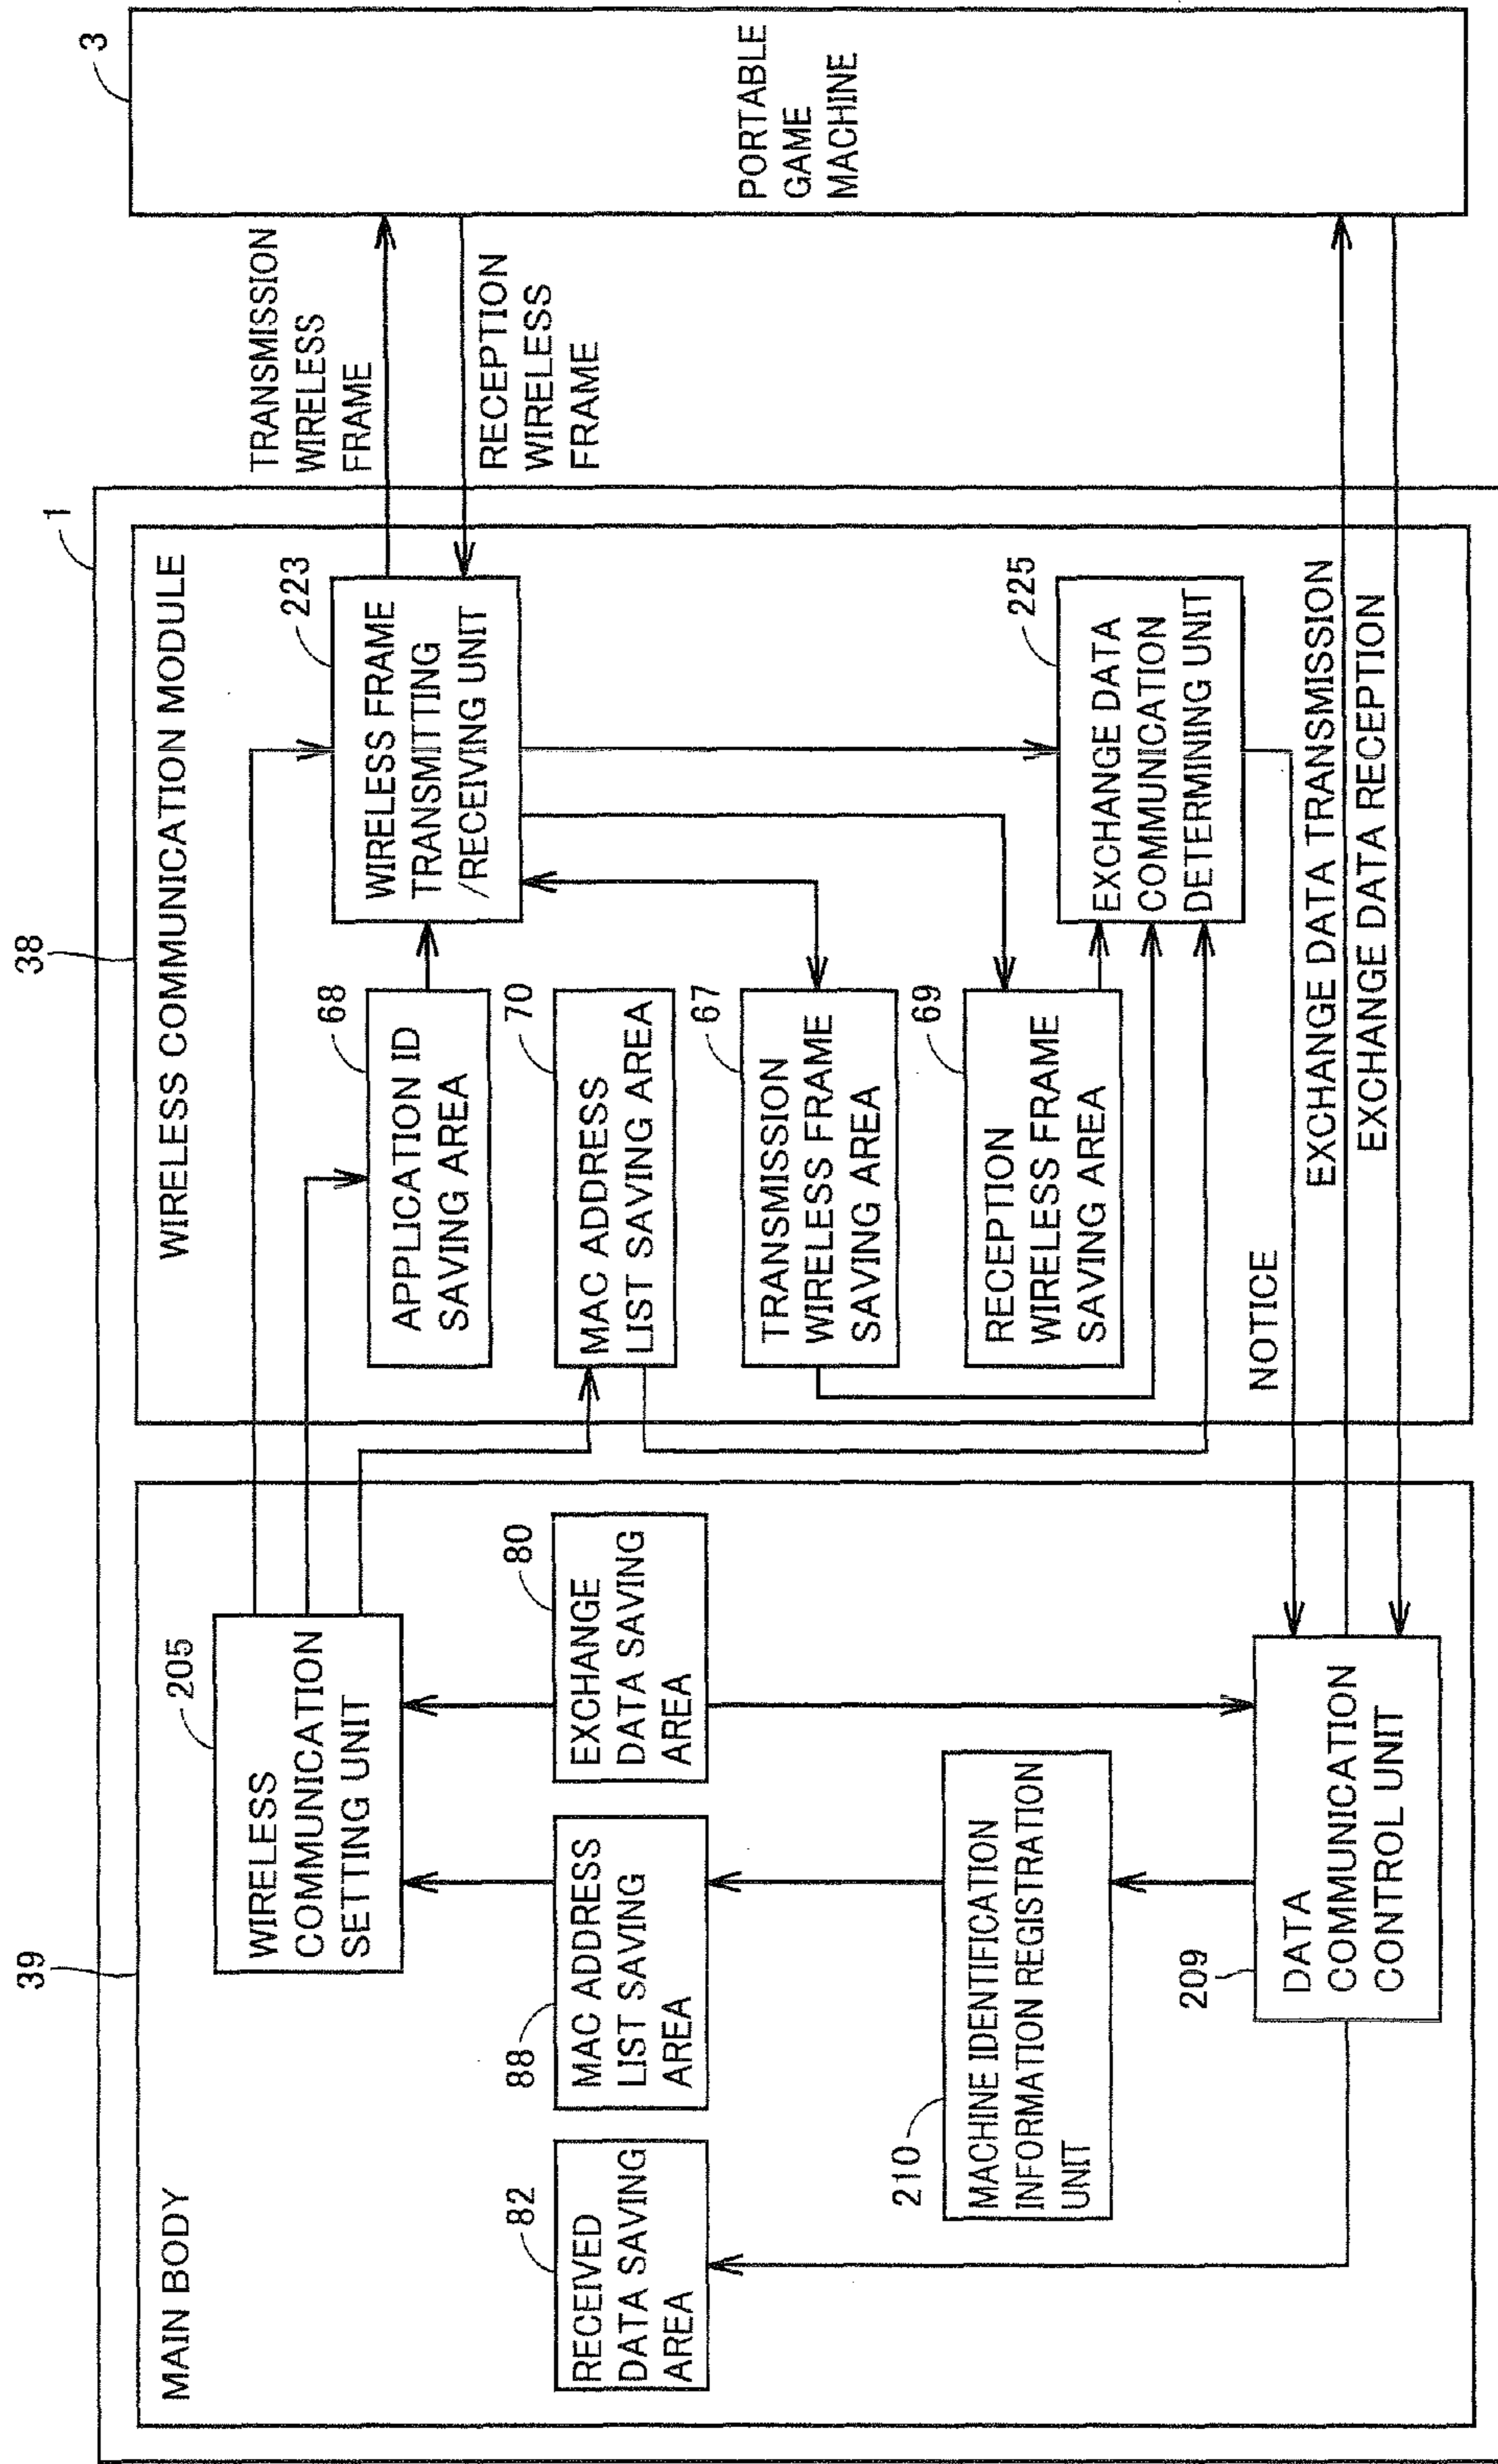 39
MAIN BODY
205
WIRELESS
COMMUNICATION
SETTING UNIT
82
RECEIVED
DATA SAVING
AREA
88
MAC ADDRESS
LIST SAVING
AREA
80
EXCHANGE
DATA SAVING
AREA
210
MACHINE IDENTIFICATION
INFORMATION REGISTRATION
UNIT
209
DATA
COMMUNICATION
CONTROL UNIT
1
38
WIRELESS COMMUNICATION MODULE
68
APPLICATION ID
SAVING AREA
70
MAC ADDRESS
LIST SAVING AREA
67
TRANSMISSION
WIRELESS FRAME
SAVING AREA
69
RECEPTION
WIRELESS FRAME
SAVING AREA
223
WIRELESS FRAME
TRANSMITTING
/RECEIVING UNIT
225
EXCHANGE DATA
COMMUNICATION
DETERMINING UNIT
NOTICE
EXCHANGE DATA TRANSMISSION
EXCHANGE DATA RECEPTION
TRANSMISSION
WIRELESS
FRAME
RECEPTION
WIRELESS
FRAME
3
PORTABLE
GAME
MACHINE